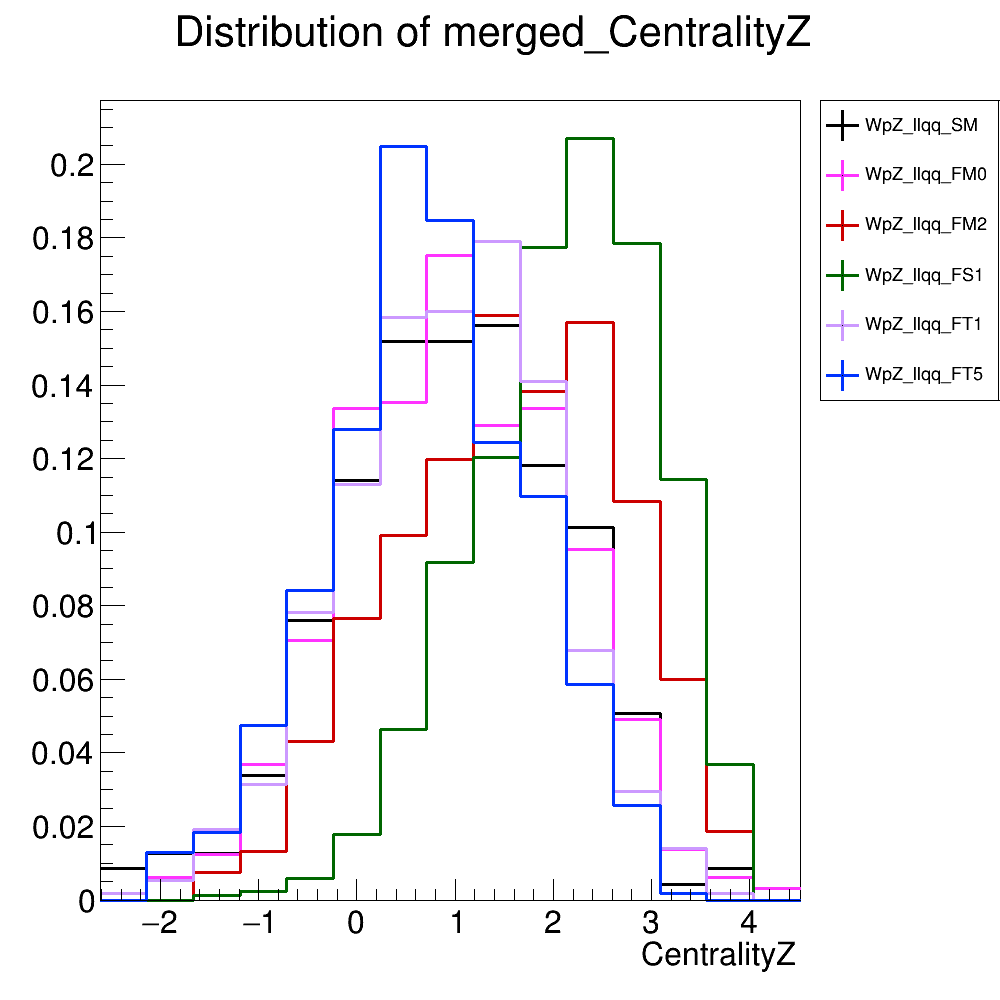 Distribution of merged_CentralityZ
WpZ_llqq_SM
WpZ_llqq_FM0
WpZ_llqq_FM2
WpZ_llqq_FS1
WpZ_llqq_FT1
WpZ_llqq_FT5
0.2
0.18
0.16
0.14
0.12
0.1
0.08
0.06
0.04
0.02
0
−2 −1 0 1 2 3 4
CentralityZ